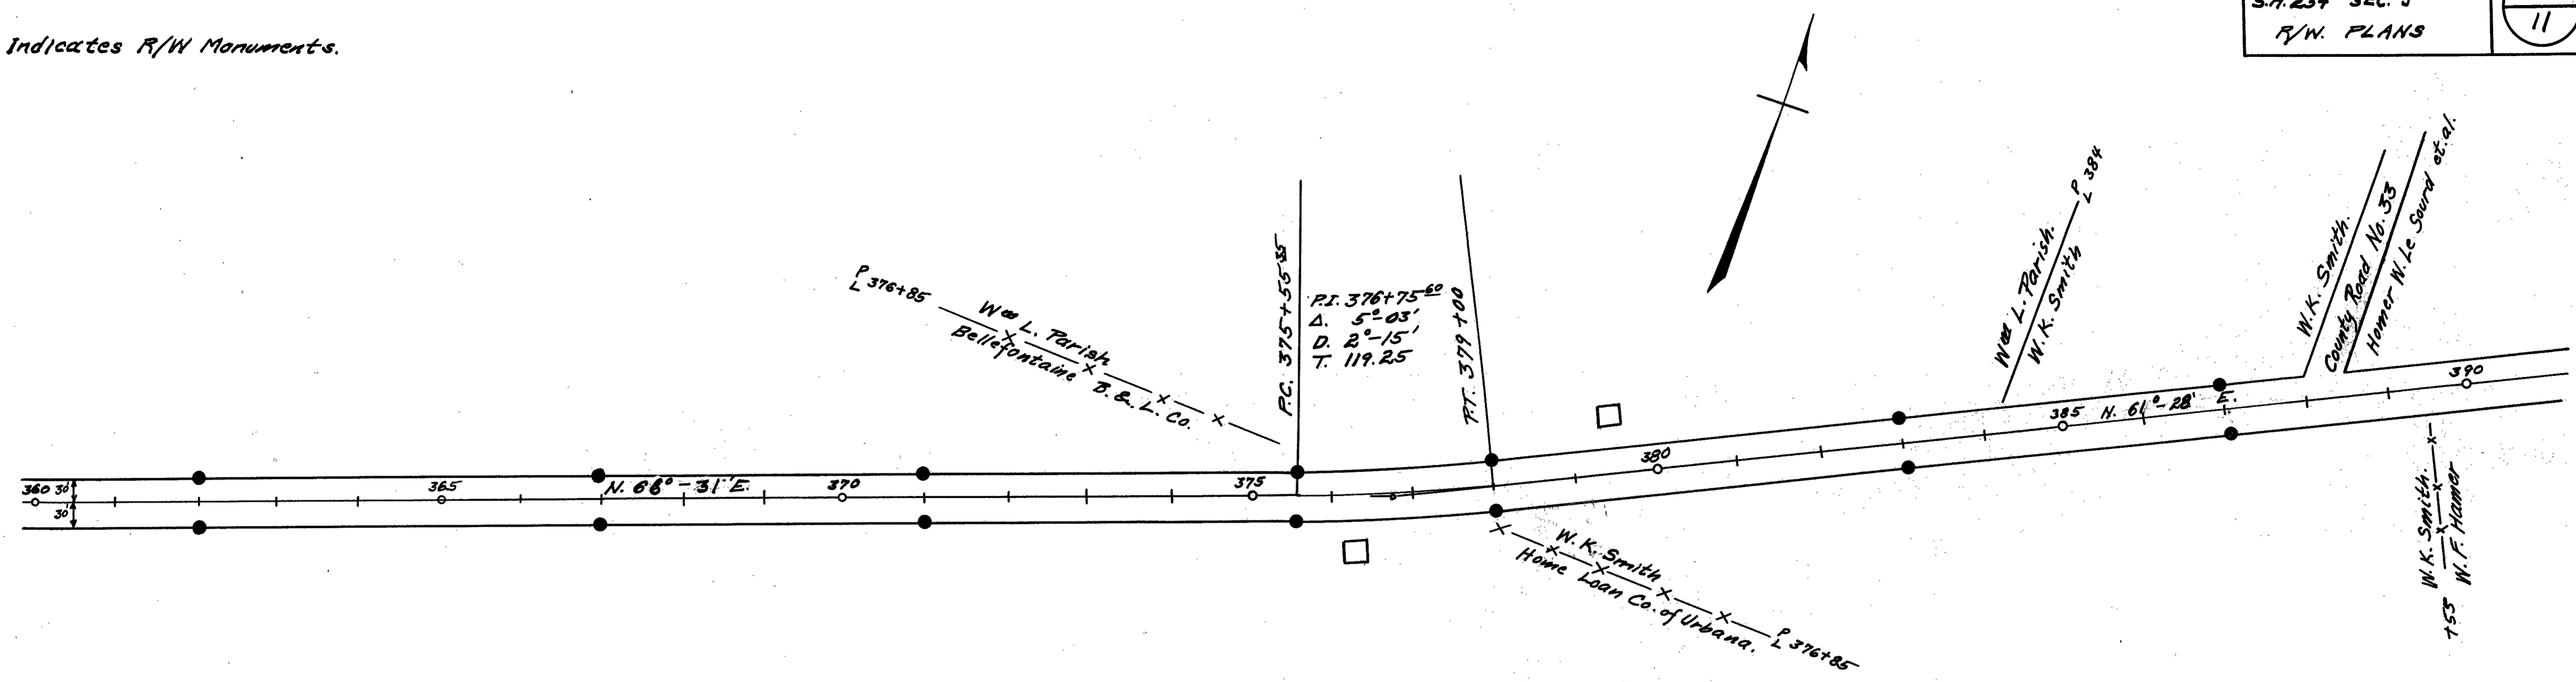 Indicates R/W Monuments.
S.H. 234 SEC. J
R/W. PLANS
11
P
L 376+85
Wm L. Parish
Bellefontaine B. & L. Co.
P.C. 375+55 35
P.I. 376+75 60
Δ. 5°-03'
D. 2°-15'
T. 119.25
P.T. 379+00
Wm L. Parish.
W.K. Smith
P
L 384
W.K. Smith.
County Road No. 33
Homer W. Le Sourd et.al.
360 30'
30'
365
N. 66°-31' E.
370
375
380
385
N. 61°-28' E.
390
W.K. Smith
Home Loan Co. of Urbana.
P
L 376+85
+55
W.K. Smith.
W.F. Hamer